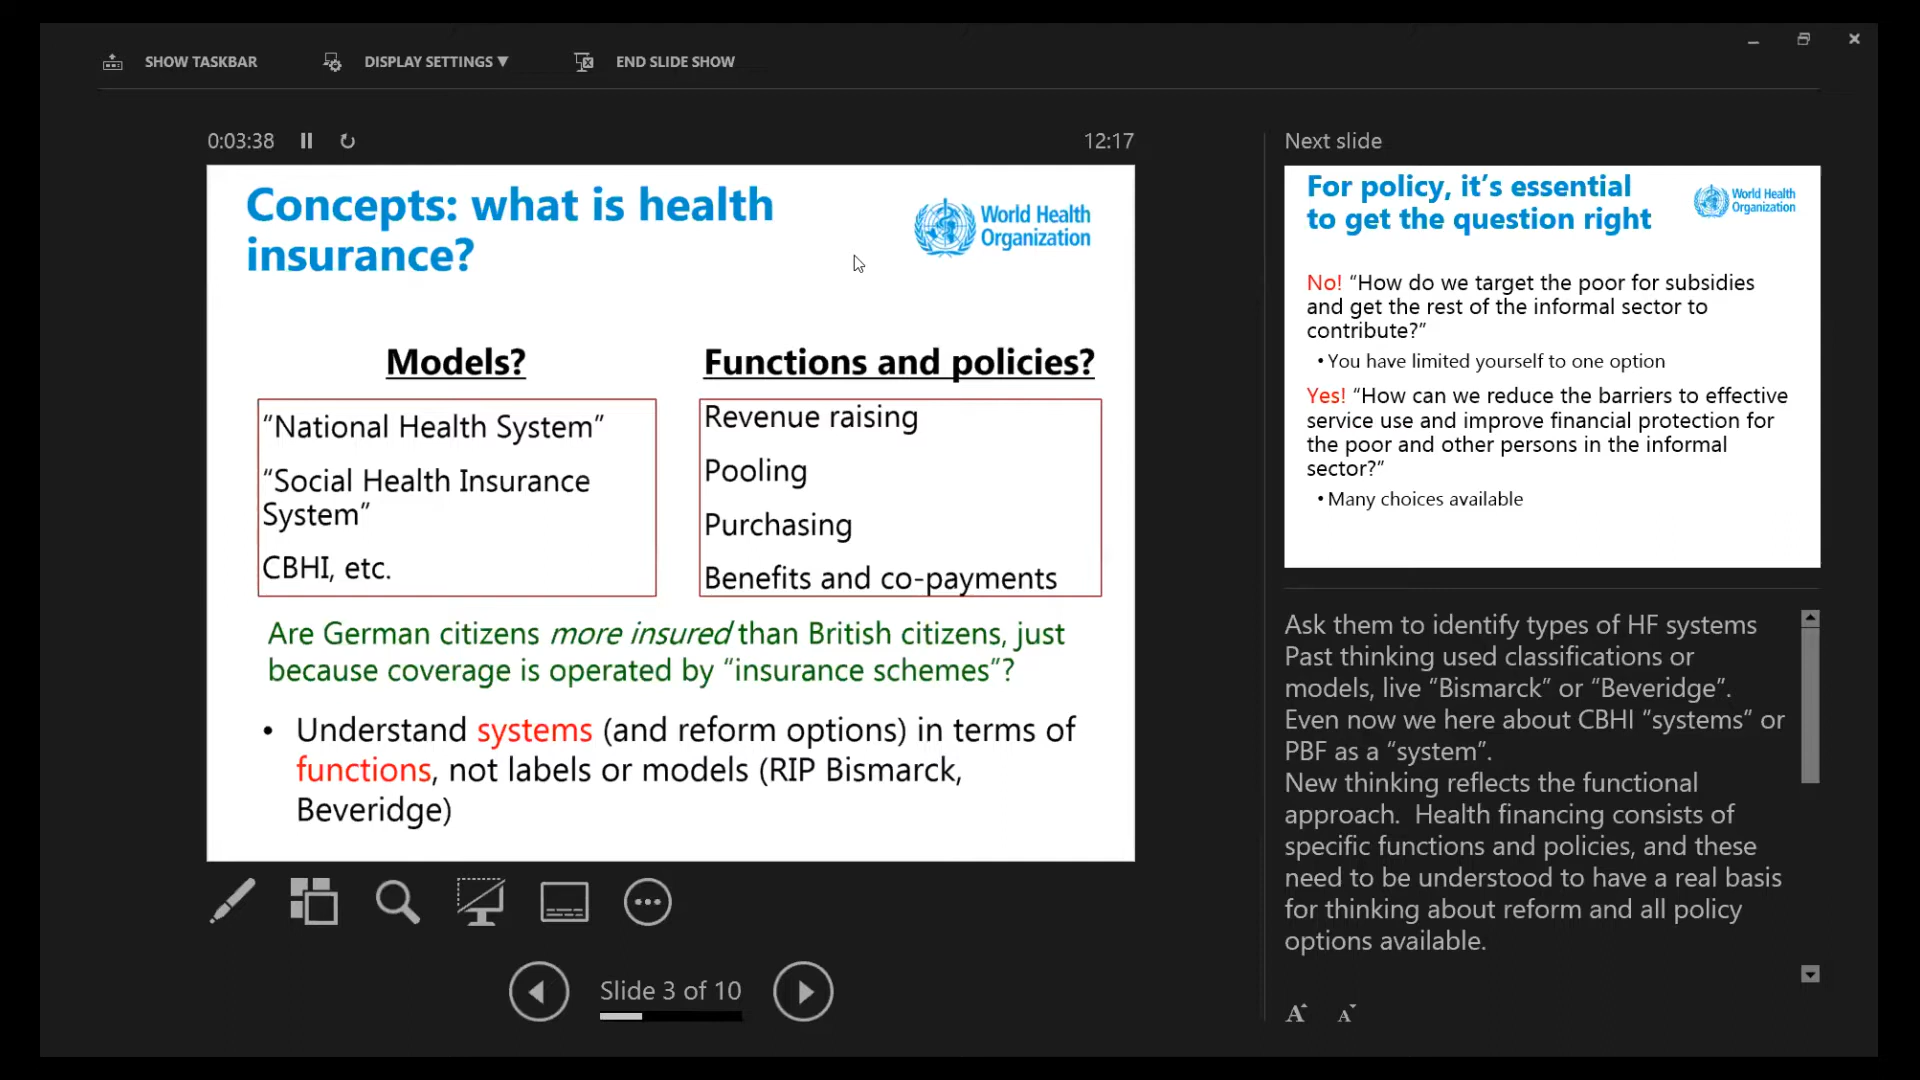 SHOW TASKBAR
DISPLAY SETTINGS ▼
END SLIDE SHOW
0:03:38
12:17
Concepts: what is health
insurance?
World Health
Organization
Models?
"National Health System"
"Social Health Insurance
System"
CBHI, etc.
Functions and policies?
Revenue raising
Pooling
Purchasing
Benefits and co-payments
Are German citizens more insured than British citizens, just
because coverage is operated by "insurance schemes"?
• Understand systems (and reform options) in terms of
functions, not labels or models (RIP Bismarck,
Beveridge)
Slide 3 of 10
Next slide
For policy, it's essential
to get the question right
World Health
Organization
No! "How do we target the poor for subsidies
and get the rest of the informal sector to
contribute?"
• You have limited yourself to one option
Yes! "How can we reduce the barriers to effective
service use and improve financial protection for
the poor and other persons in the informal
sector?"
• Many choices available
Ask them to identify types of HF systems
Past thinking used classifications or
models, live "Bismarck" or "Beveridge".
Even now we here about CBHI "systems" or
PBF as a "system".
New thinking reflects the functional
approach.  Health financing consists of
specific functions and policies, and these
need to be understood to have a real basis
for thinking about reform and all policy
options available.
A A